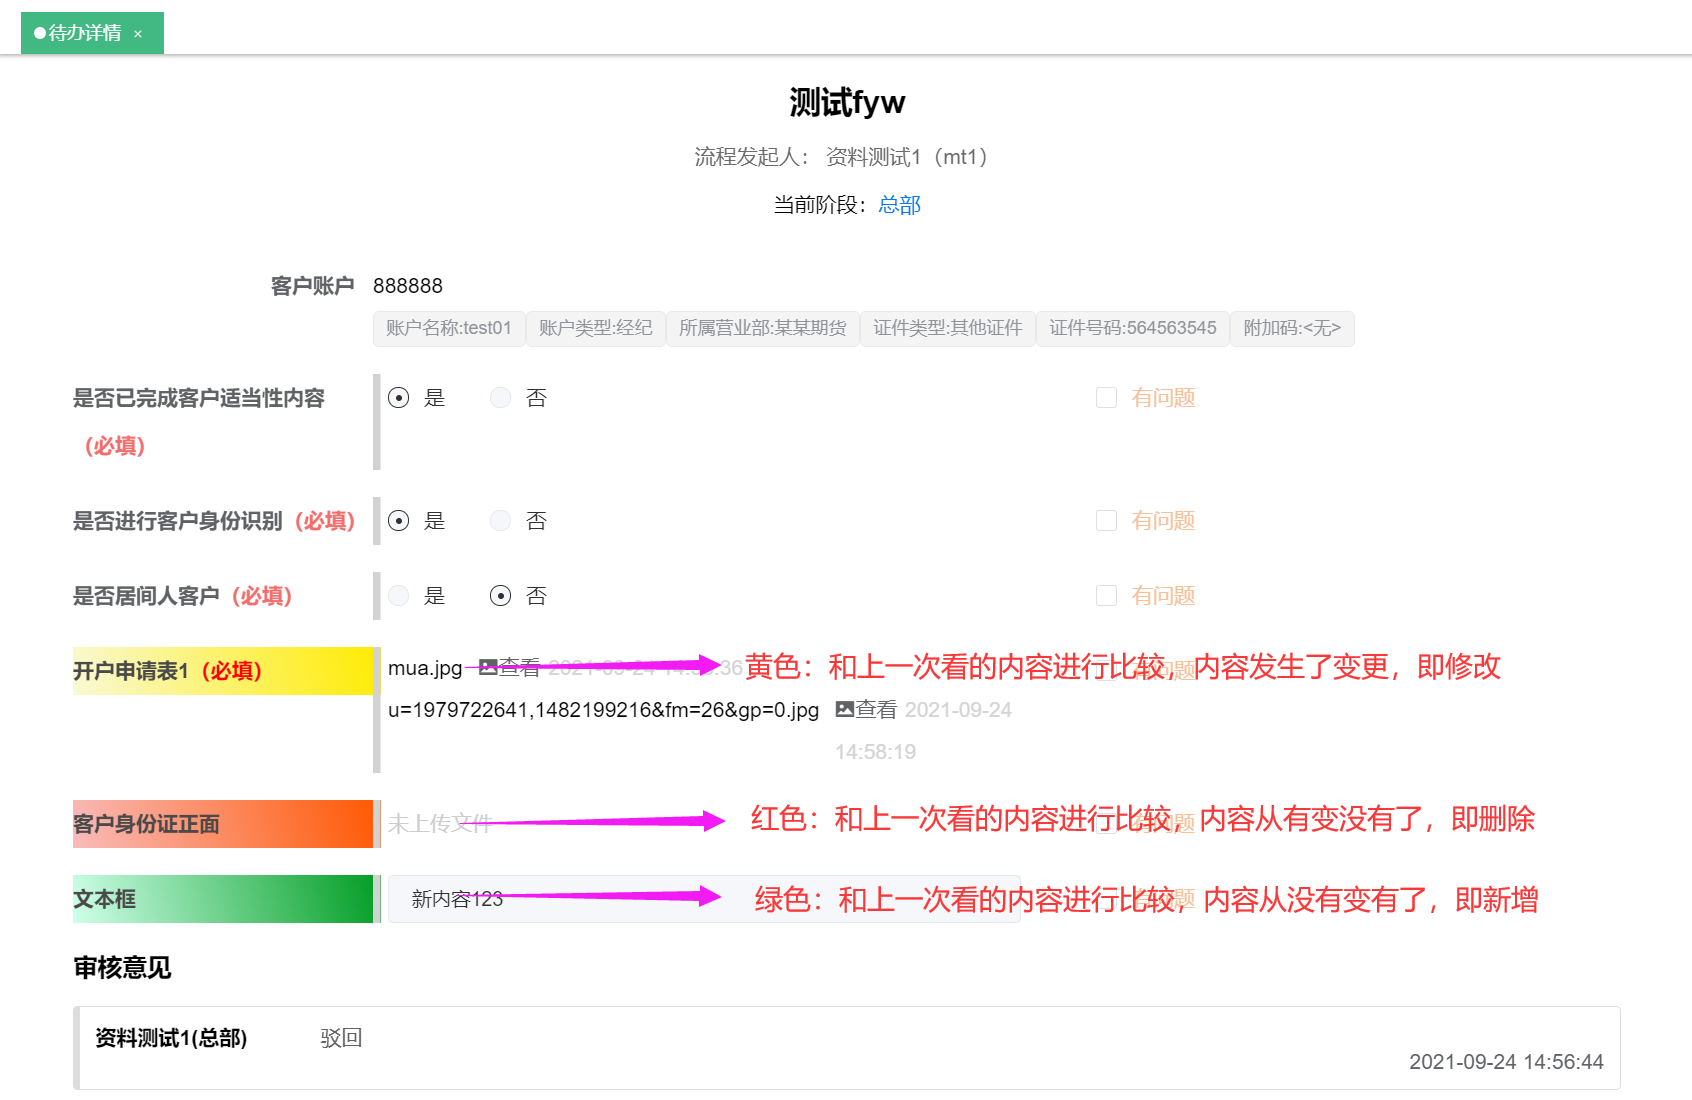 待办详情 ×
测试fyw
流程发起人： 资料测试1（mt1）
当前阶段：总部
客户账户 888888
账户名称:test01 账户类型:经纪 所属营业部:某某期货 证件类型:其他证件 证件号码:564563545 附加码:<无>
是否已完成客户适当性内容 是 否 有问题
（必填）
是否进行客户身份识别（必填） 是 否 有问题
是否居间人客户（必填） 是 否 有问题
开户申请表1（必填） mua.jpg 查看 黄色：和上一次看的内容进行比较，内容发生了变更，即修改
u=1979722641,1482199216&fm=26&gp=0.jpg 查看 2021-09-24
14:58:19
客户身份证正面 未上传文件 红色：和上一次看的内容进行比较，内容从有变没有了，即删除
文本框 新内容123 绿色：和上一次看的内容进行比较，内容从没有变有了，即新增
审核意见
资料测试1(总部) 驳回
2021-09-24 14:56:44